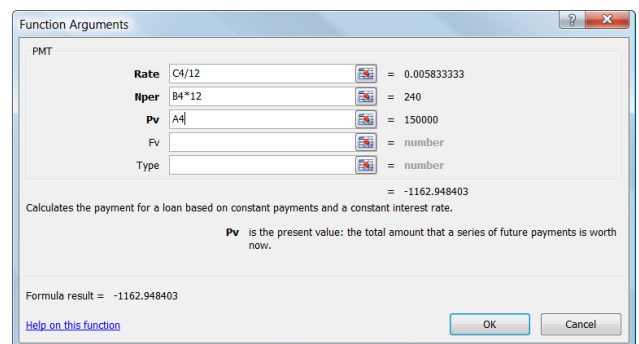 Function Arguments
PMT
Rate C4/12 = 0.005833333
Nper B4*12 = 240
Pv A4 = 150000
Fv = number
Type = number
= -1162.948403
Calculates the payment for a loan based on constant payments and a constant interest rate.
Pv is the present value: the total amount that a series of future payments is worth
now.
Formula result = -1162.948403
Help on this function OK Cancel